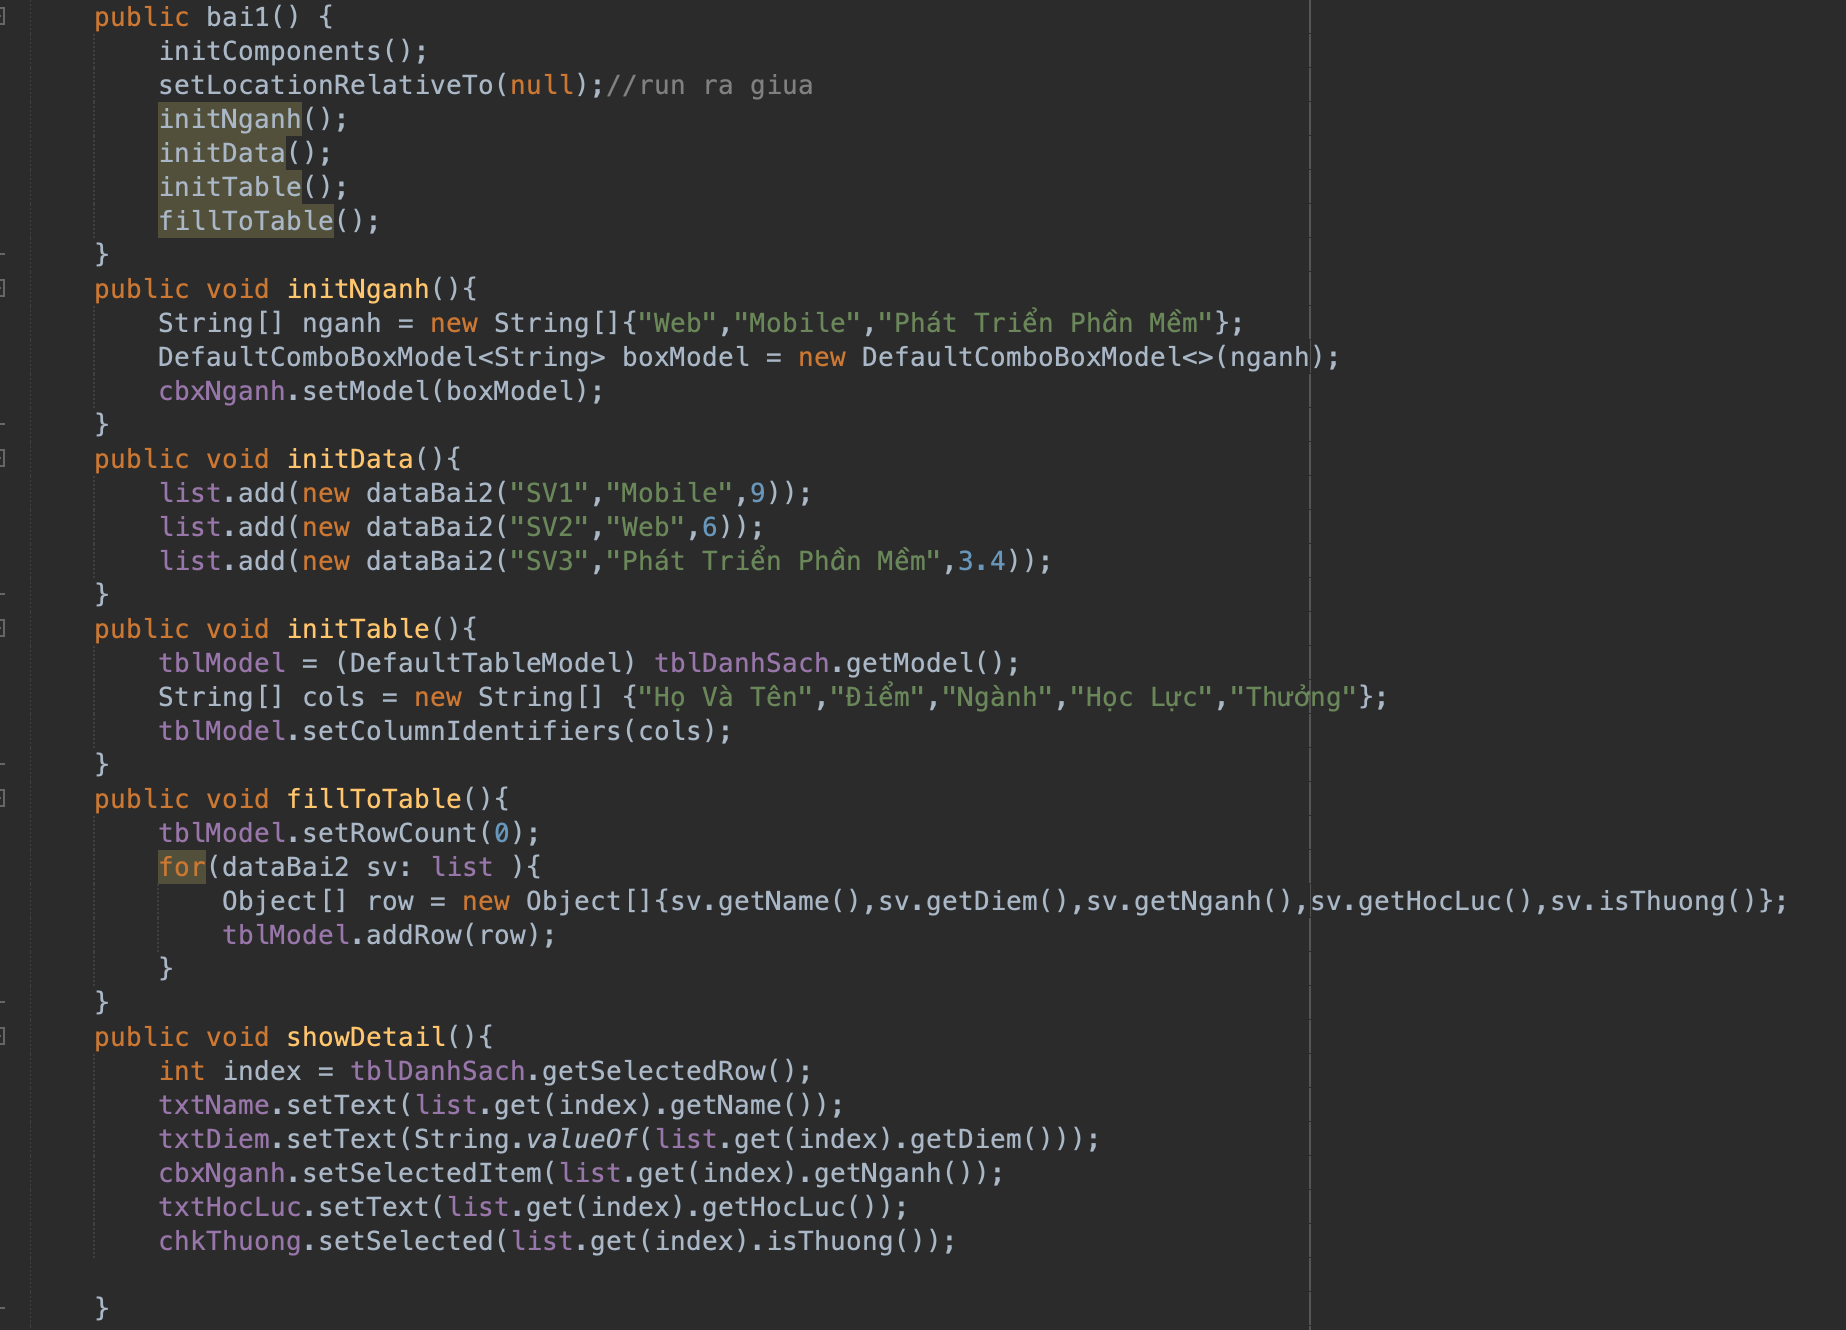 public bai1() {
initComponents();
setLocationRelativeTo(null);//run ra giua
initNganh();
initData();
initTable();
fillToTable();
}
public void initNganh(){
String[] nganh = new String[]{"Web","Mobile","Phát Triển Phần Mềm"};
DefaultComboBoxModel<String> boxModel = new DefaultComboBoxModel<>(nganh);
cbxNganh.setModel(boxModel);
}
public void initData(){
list.add(new dataBai2("SV1","Mobile",9));
list.add(new dataBai2("SV2","Web",6));
list.add(new dataBai2("SV3","Phát Triển Phần Mềm",3.4));
}
public void initTable(){
tblModel = (DefaultTableModel) tblDanhSach.getModel();
String[] cols = new String[] {"Họ Và Tên","Điểm","Ngành","Học Lực","Thưởng"};
tblModel.setColumnIdentifiers(cols);
}
public void fillToTable(){
tblModel.setRowCount(0);
for(dataBai2 sv: list ){
Object[] row = new Object[]{sv.getName(),sv.getDiem(),sv.getNganh(),sv.getHocLuc(),sv.isThuong()};
tblModel.addRow(row);
}
}
public void showDetail(){
int index = tblDanhSach.getSelectedRow();
txtName.setText(list.get(index).getName());
txtDiem.setText(String.valueOf(list.get(index).getDiem()));
cbxNganh.setSelectedItem(list.get(index).getNganh());
txtHocLuc.setText(list.get(index).getHocLuc());
chkThuong.setSelected(list.get(index).isThuong());
}